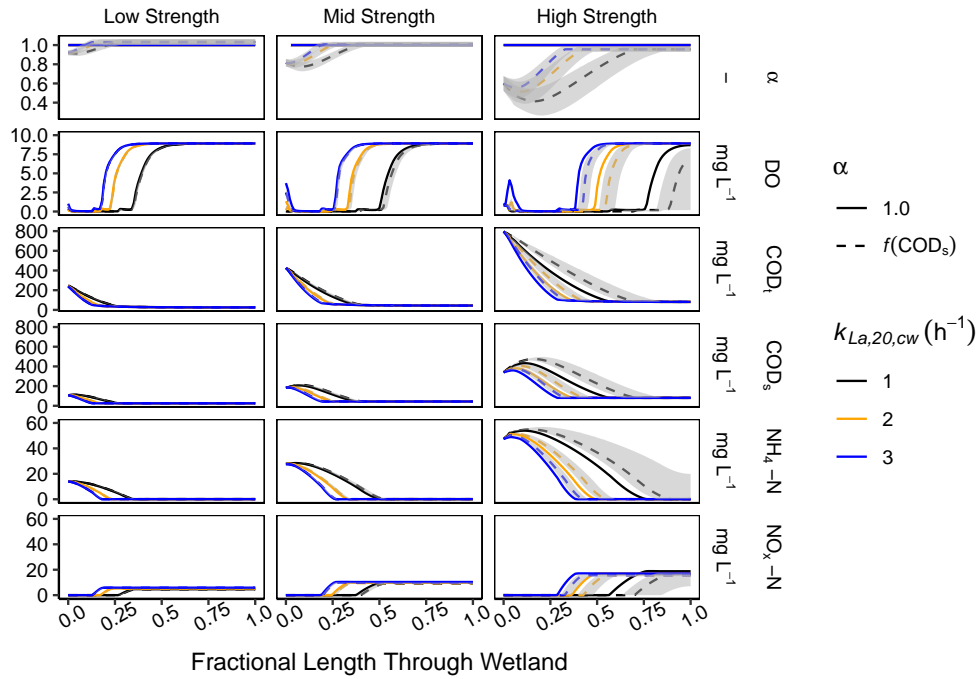 Low Strength
Mid Strength
High Strength
1.0
0.8
0.6
0.4
α
–
10.0
7.5
5.0
2.5
0.0
DO
mg L⁻¹
800
600
400
200
0
CODₜ
mg L⁻¹
800
600
400
200
0
CODₛ
mg L⁻¹
60
40
20
0
NH₄–N
mg L⁻¹
60
40
20
0
NOₓ–N
mg L⁻¹
0.0 0.25 0.50 0.75 1.0
0.0 0.25 0.50 0.75 1.0
0.0 0.25 0.50 0.75 1.0
Fractional Length Through Wetland
α
1.0
f(CODₛ)
k_La,20,cw (h⁻¹)
1
2
3